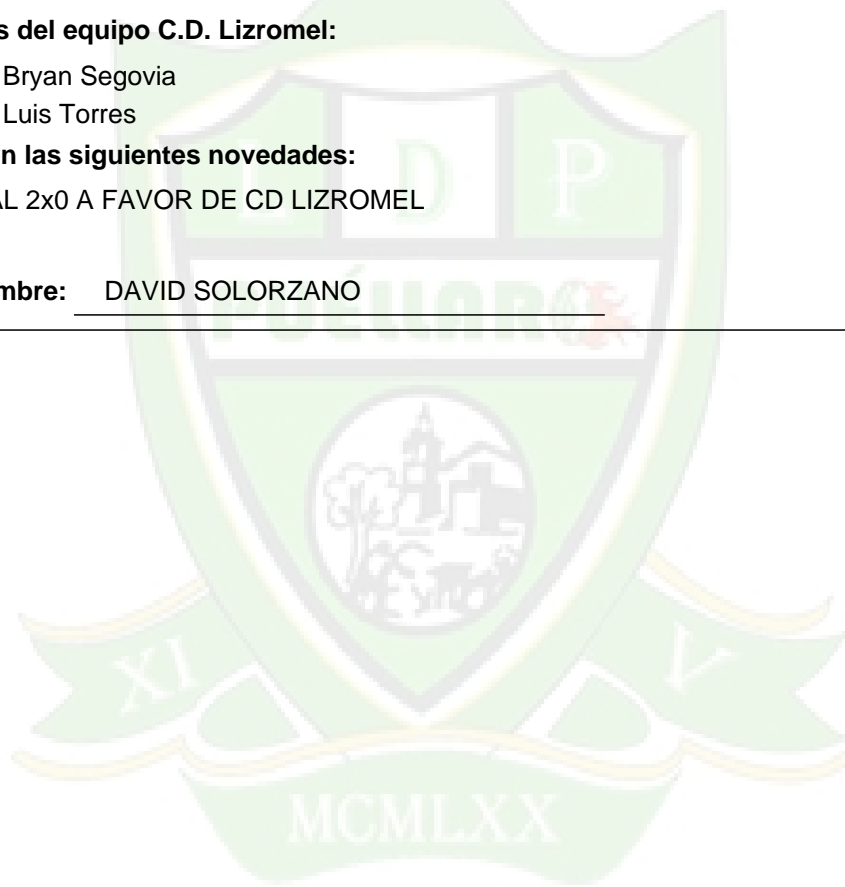 s del equipo C.D. Lizromel:
Bryan Segovia
Luis Torres
n las siguientes novedades:
AL 2x0 A FAVOR DE CD LIZROMEL
mbre: DAVID SOLORZANO
L D P
PUÉLLARO
XI V
MCMLXX